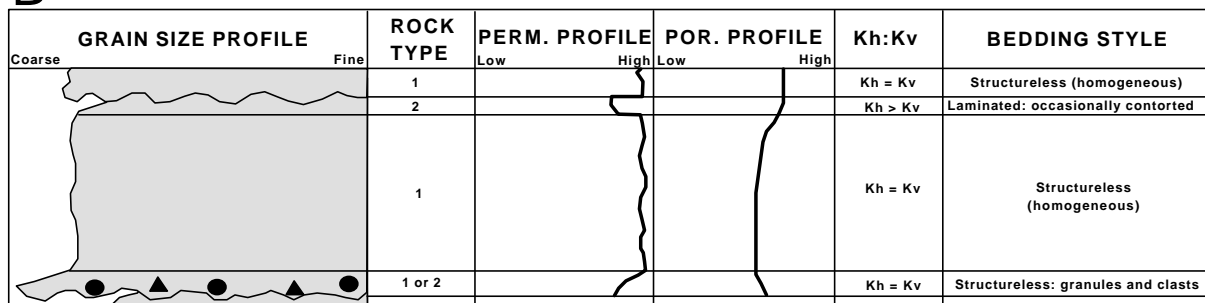 GRAIN SIZE PROFILE
Coarse Fine
ROCK
TYPE
PERM. PROFILE
Low High
POR. PROFILE
Low High
Kh:Kv
BEDDING STYLE
1 Kh = Kv Structureless (homogeneous)
2 Kh > Kv Laminated: occasionally contorted
1 Kh = Kv Structureless
(homogeneous)
1 or 2 Kh = Kv Structureless: granules and clasts